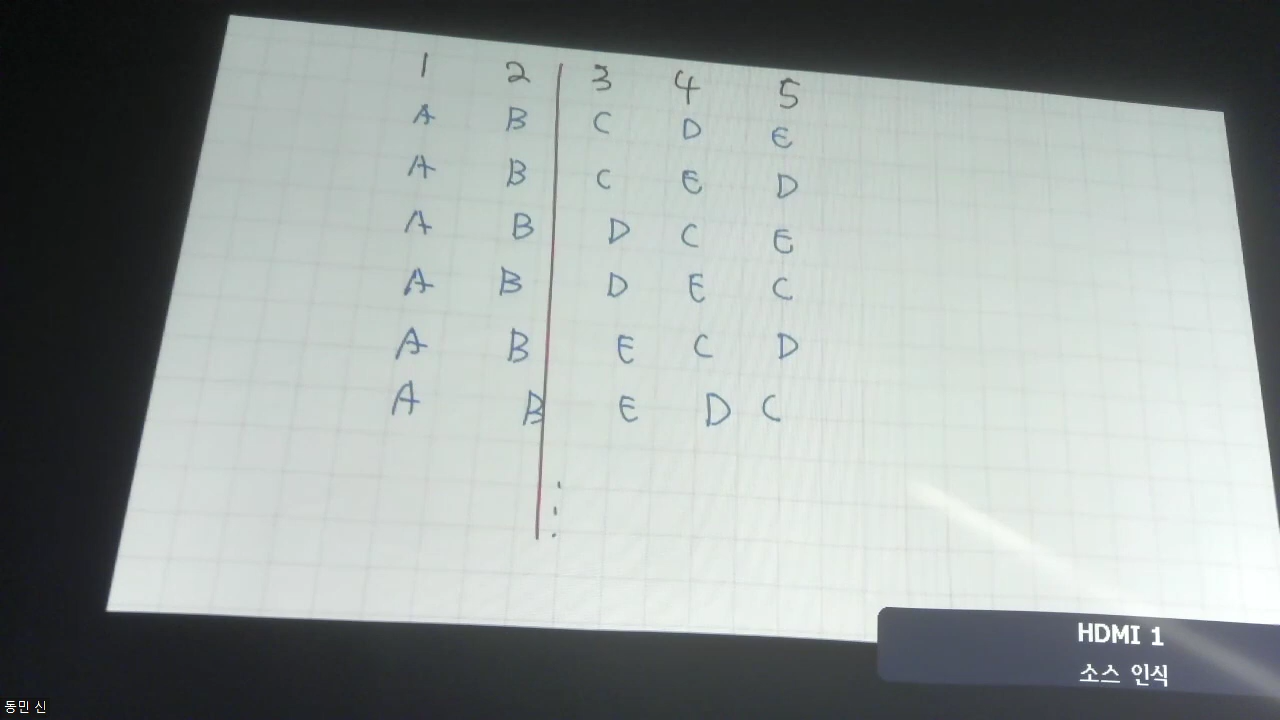 1 2 3 4 5
A B C D E
A B C E D
A B D C E
A B D E C
A B E C D
A B E D C
⋮
HDMI 1
소스 인식
동민 신